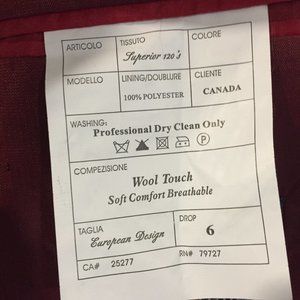 ARTICOLO TISSUTO COLORE
Superior 120's
MODELLO LINING/DOUBLURE CLIENTE
100% POLYESTER CANADA
WASHING:
Professional Dry Clean Only
P
COMPEZISIONE
Wool Touch
Soft Comfort Breathable
TAGLIA DROP
European Design 6
CA# 25277 RN# 79727